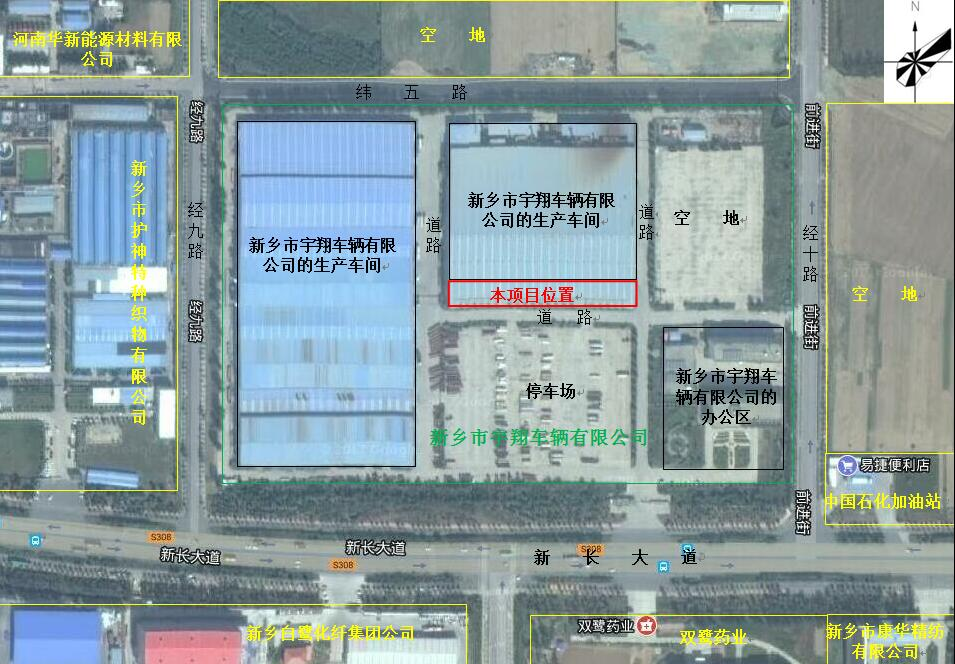 N
河南华新能源材料有限
公司
空 地
纬 五 路
经九路
前进街
新乡市护神特种织物有限公司
经九路
道路
新乡市宇翔车辆有限
公司的生产车间
道路
空 地
新乡市宇翔车辆有限
公司的生产车间
经十路
空 地
本项目位置
道 路
经九路
前进街
新乡市宇翔车
辆有限公司的
办公区
停车场
新乡市宇翔车辆有限公司
易捷便利店
中国石化加油站
前进街
S308
新长大道
新长大道
S308
S308
新 长 大 道
双鹭药业
新乡白鹭化纤集团公司
双鹭药业
新乡市康华精纺
有限公司